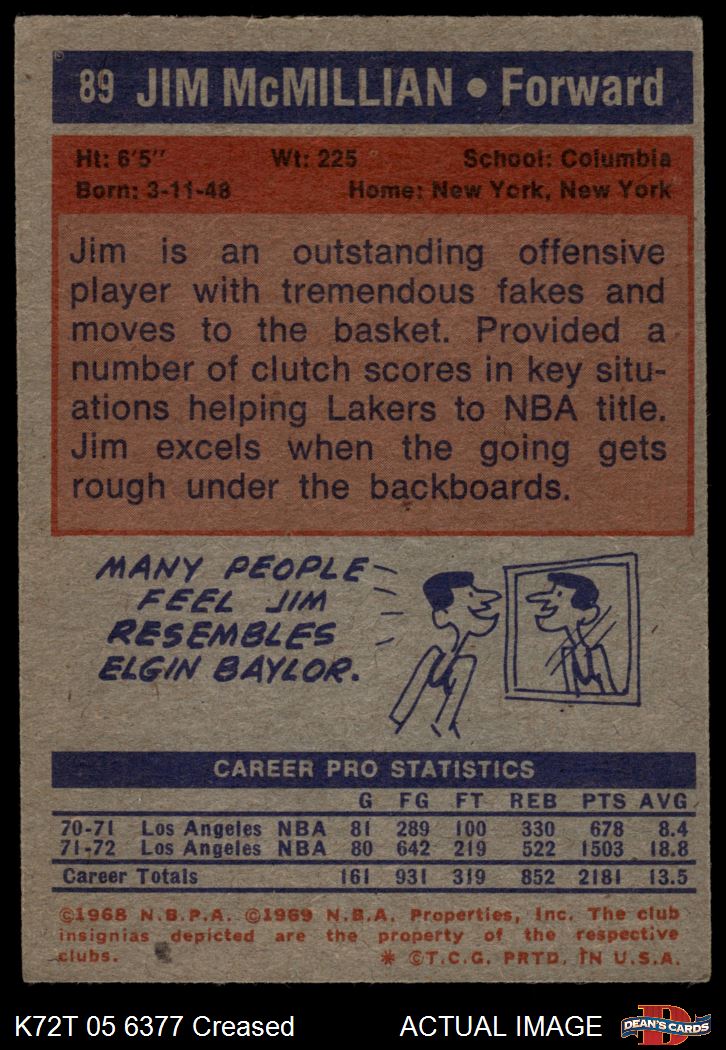 89 JIM McMILLIAN • Forward
Ht: 6'5" Wt: 225 School: Columbia
Born: 3-11-48 Home: New York, New York
Jim is an outstanding offensive
player with tremendous fakes and
moves to the basket. Provided a
number of clutch scores in key situ-
ations helping Lakers to NBA title.
Jim excels when the going gets
rough under the backboards.
MANY PEOPLE
FEEL JIM
RESEMBLES
ELGIN BAYLOR.
CAREER PRO STATISTICS
G FG FT REB PTS AVG
70-71 Los Angeles NBA 81 289 100 330 678 8.4
71-72 Los Angeles NBA 80 642 219 522 1503 18.8
Career Totals 161 931 319 852 2181 13.5
©1968 N.B.P.A. ©1969 N.B.A. Properties, Inc. The club
insignias depicted are the property of the respective
clubs. * ©T.C.G. PRTD. IN U.S.A.
K72T 05 6377 Creased ACTUAL IMAGE
D
DEAN'S CARDS